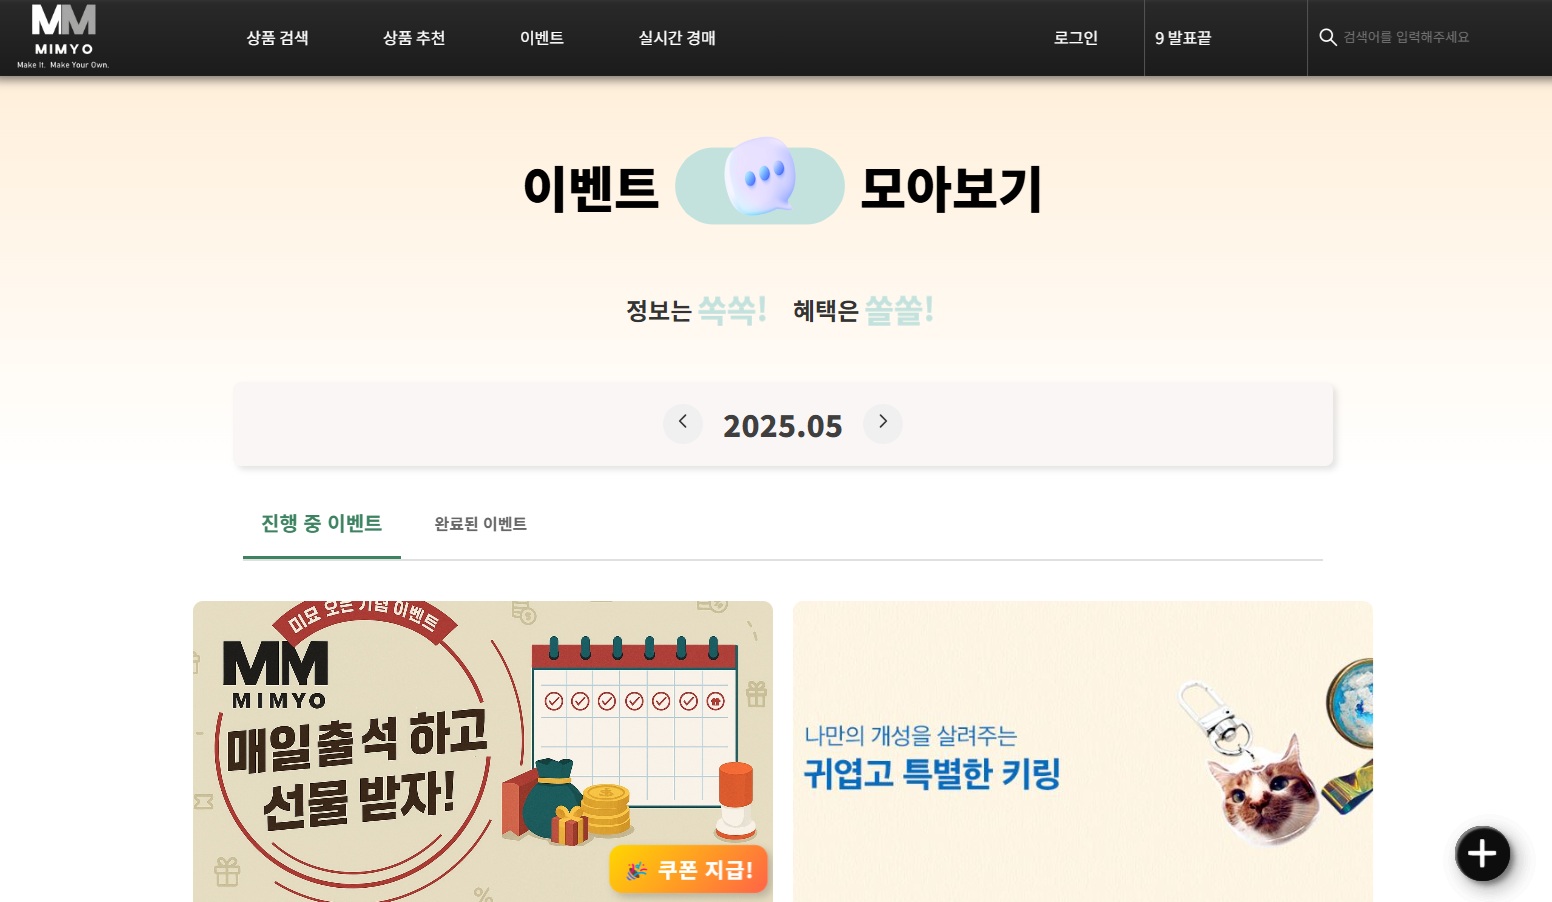 MM
MIMYO
Make It. Make Your Own.
상품 검색
상품 추천
이벤트
실시간 경매
로그인
9 발표끝
검색어를 입력해주세요
이벤트 모아보기
정보는 쏙쏙! 혜택은 쏠쏠!
2025.05
진행 중 이벤트
완료된 이벤트
미묘 오픈 기념 이벤트
MM
MIMYO
매일출석 하고
선물 받자!
쿠폰 지급!
나만의 개성을 살려주는
귀엽고 특별한 키링